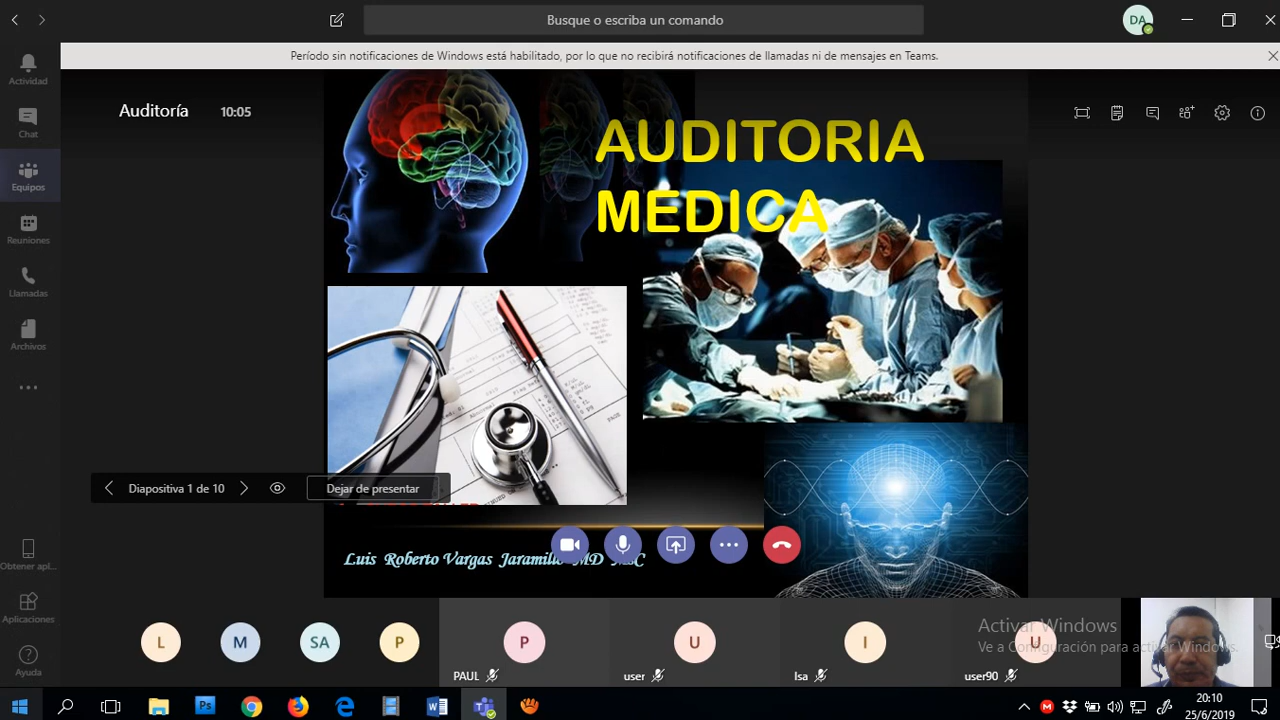 DA
Busque o escriba un comando
Período sin notificaciones de Windows está habilitado, por lo que no recibirá notificaciones de llamadas ni de mensajes en Teams.
Actividad
Chat
Equipos
Reuniones
Llamadas
Archivos
Obtener apl...
Aplicaciones
Ayuda
Auditoría 10:05
AUDITORIA
MEDICA
Diapositiva 1 de 10
Dejar de presentar
Luis Roberto Vargas Jaramillo MD
L
M
SA
P
P
U
I
U
PAUL
user
Isa
user90
Activar Windows
Ve a Configuración para activar Windows.
20:10
25/6/2019